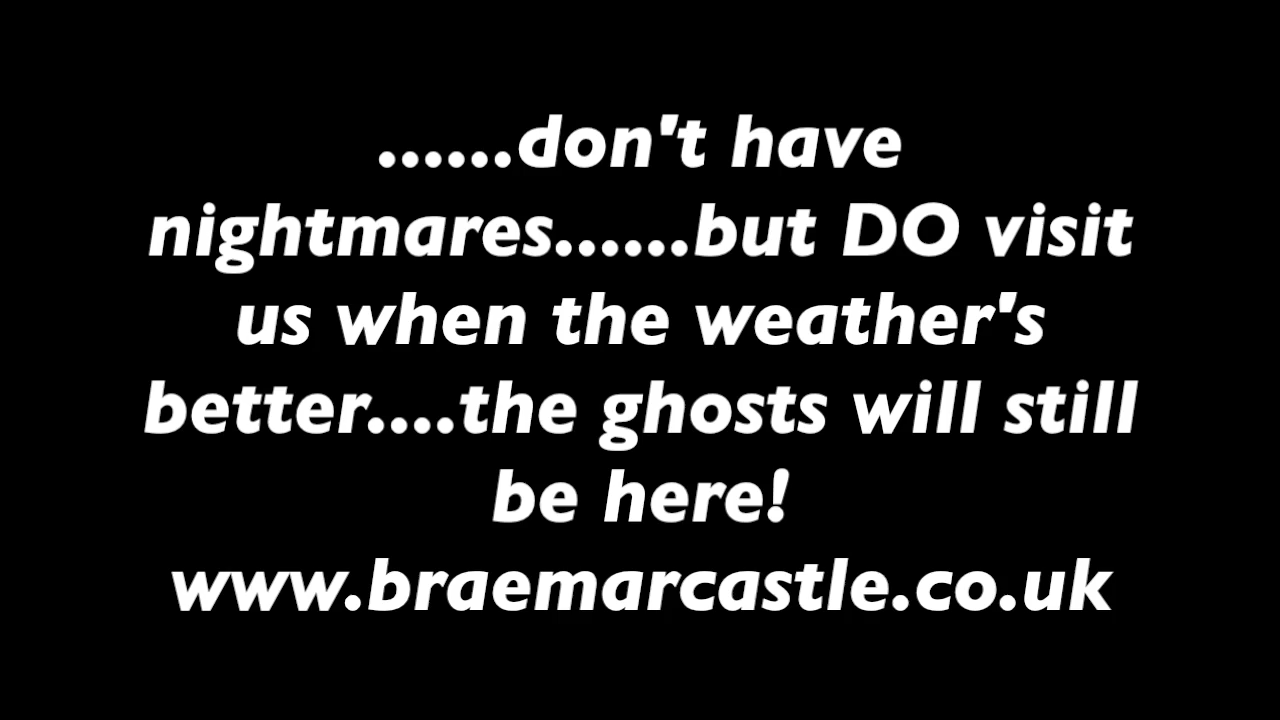 ......don't have
nightmares......but DO visit
us when the weather's
better....the ghosts will still
be here!
www.braemarcastle.co.uk